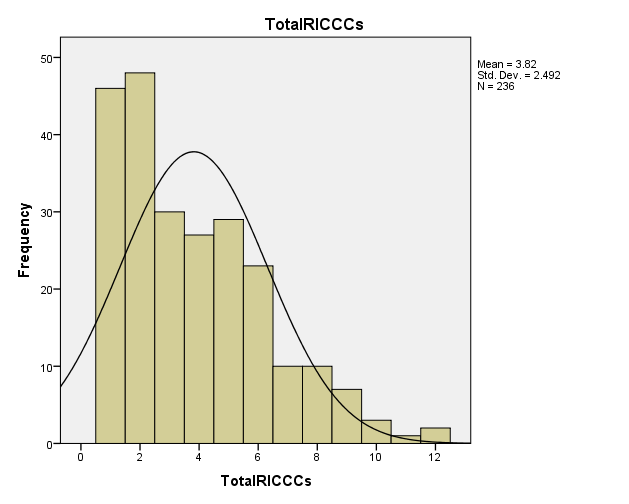 TotalRICCCs
Mean = 3.82
Std. Dev. = 2.492
N = 236
50
40
30
20
10
0
Frequency
0 2 4 6 8 10 12
TotalRICCCs